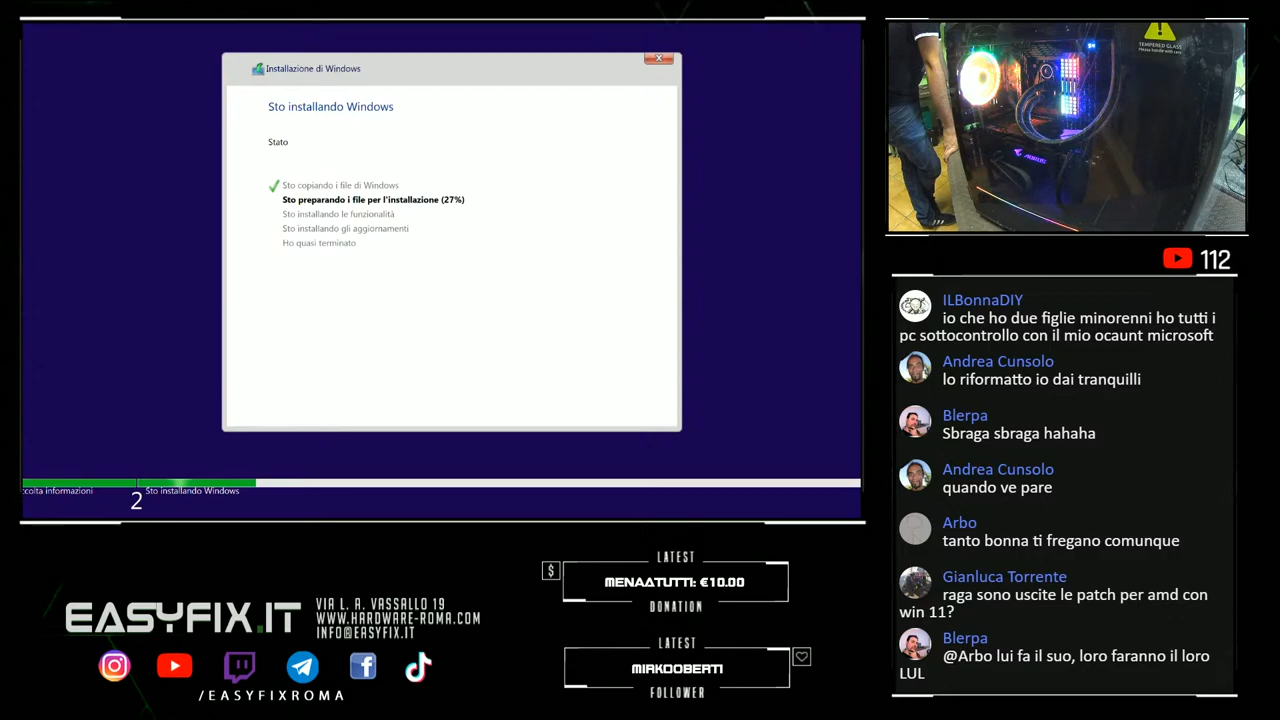 Installazione di Windows
Sto installando Windows
Stato
Sto copiando i file di Windows
Sto preparando i file per l'installazione (27%)
Sto installando le funzionalità
Sto installando gli aggiornamenti
Ho quasi terminato
colta informazioni
2
Sto installando Windows
TEMPERED GLASS
AORUS
112
ILBonnaDIY
io che ho due figlie minorenni ho tutti i
pc sottocontrollo con il mio ocaunt microsoft
Andrea Cunsolo
lo riformatto io dai tranquilli
Blerpa
Sbraga sbraga hahaha
Andrea Cunsolo
quando ve pare
Arbo
tanto bonna ti fregano comunque
Gianluca Torrente
raga sono uscite le patch per amd con
win 11?
Blerpa
@Arbo lui fa il suo, loro faranno il loro
LUL
EASYFIX.IT
VIA L. A. VASSALLO 19
WWW.HARDWARE-ROMA.COM
INFO@EASYFIX.IT
/EASYFIXROMA
LATEST
$
MENAATUTTI: €10.00
DONATION
LATEST
MIRKOOBERTI
FOLLOWER